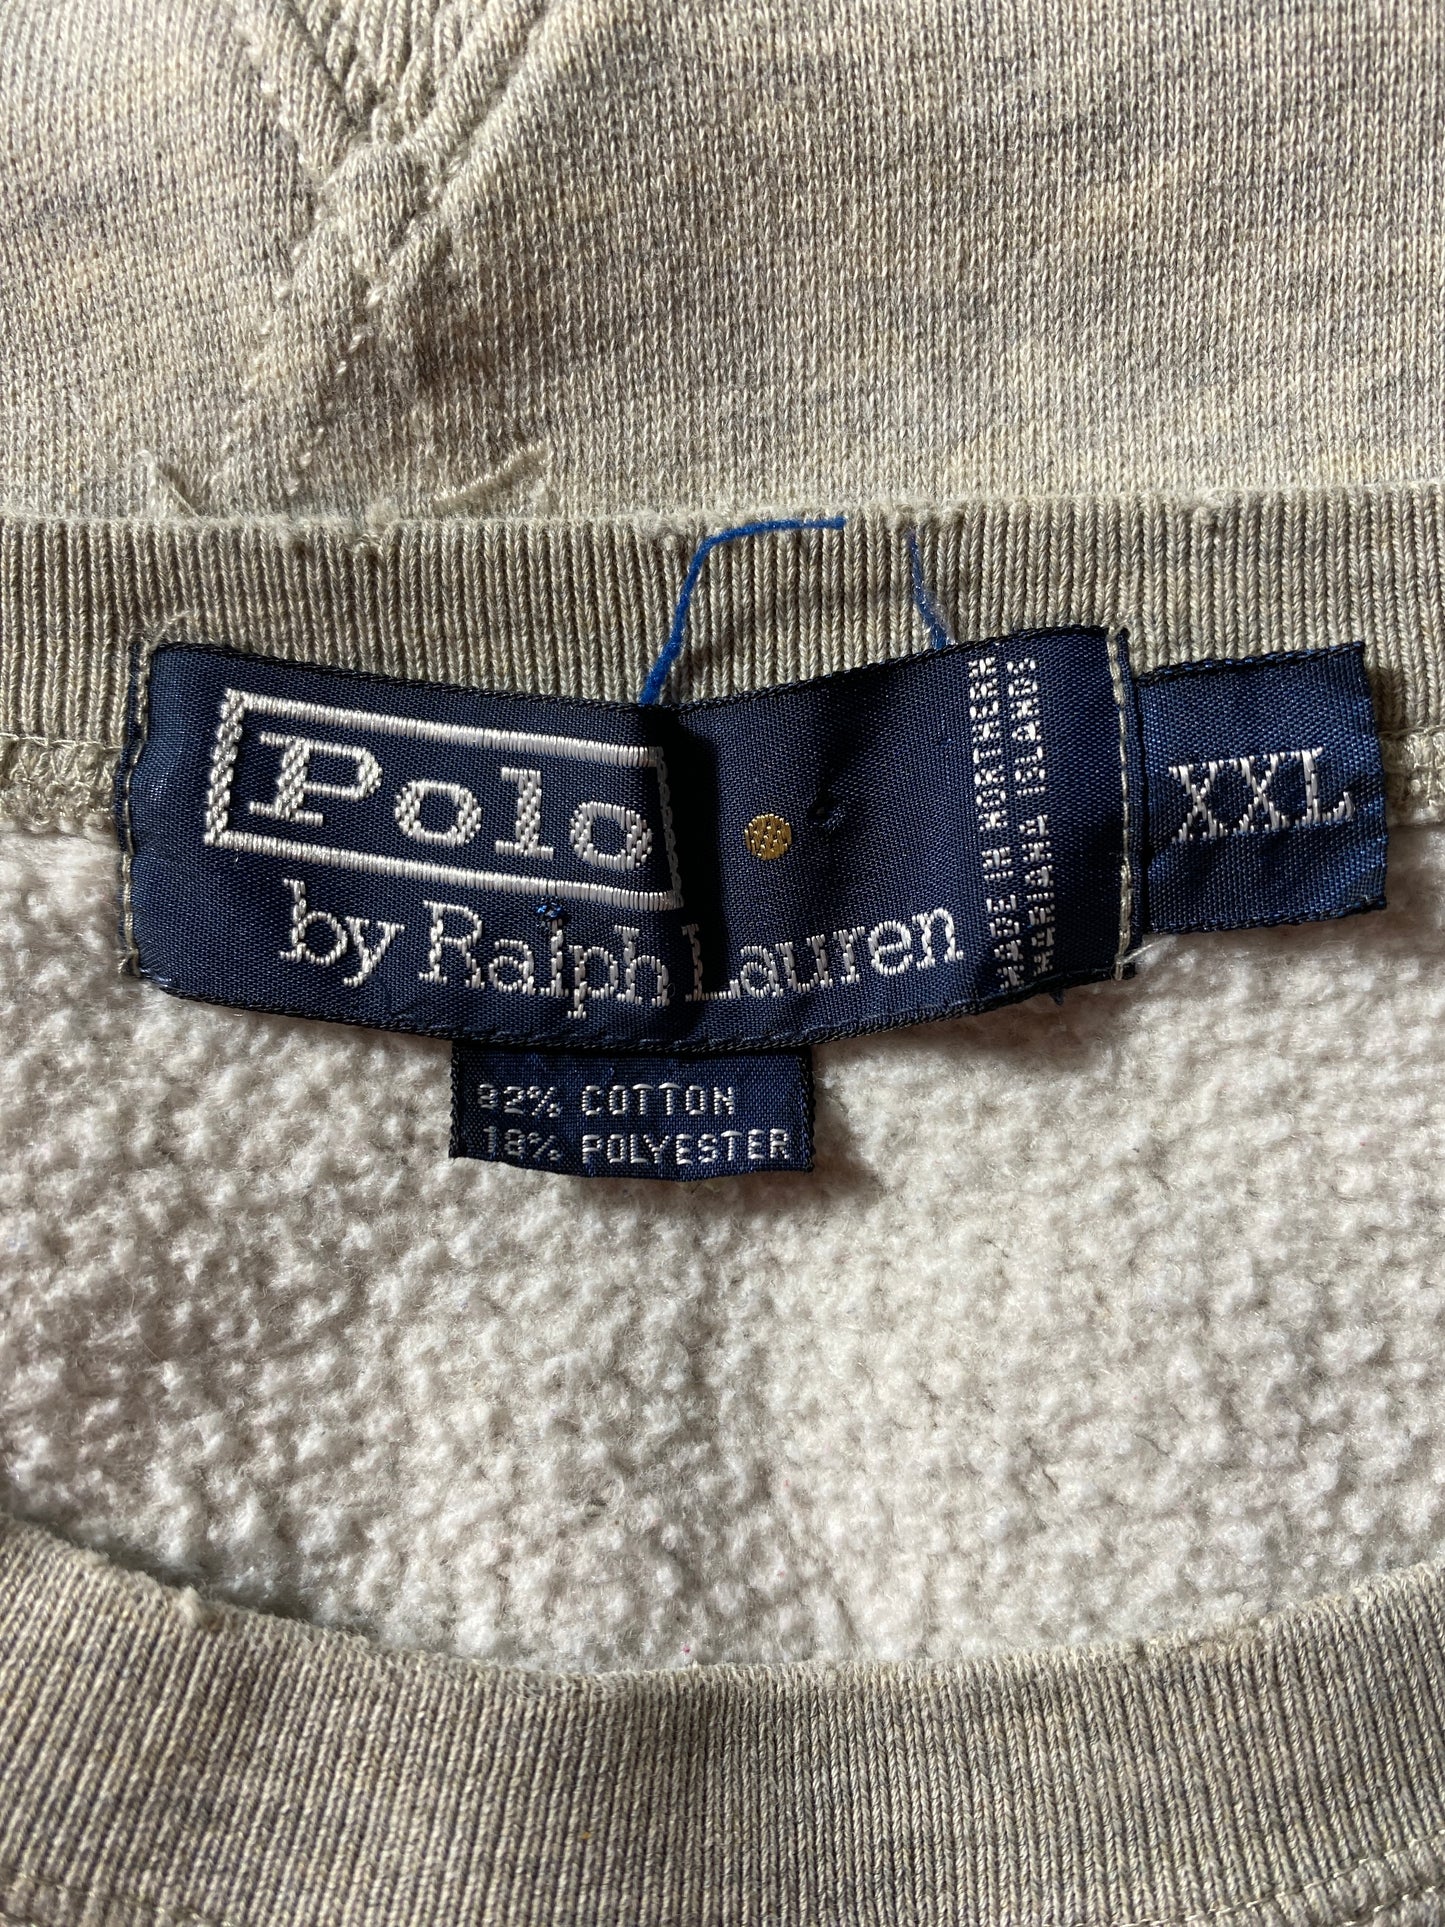 Polo
by Ralph Lauren
MADE IN NORTHERN
MARIANA ISLANDS
XXL
82% COTTON
18% POLYESTER